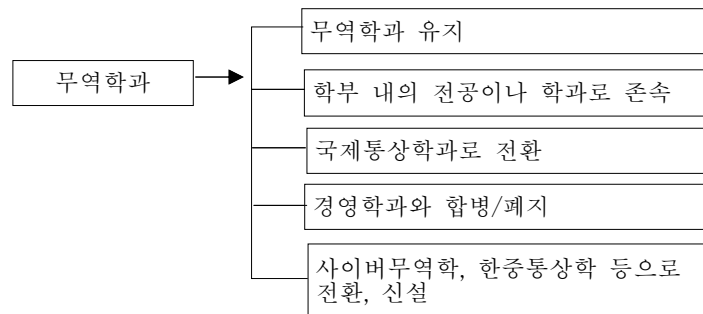 무역학과
무역학과 유지
학부 내의 전공이나 학과로 존속
국제통상학과로 전환
경영학과와 합병/폐지
사이버무역학, 한중통상학 등으로
전환, 신설